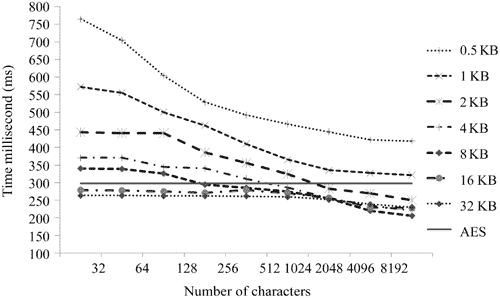 800
750
700
650
600
550
500
450
400
350
300
250
200
150
100
Time millisecond (ms)
32 64 128 256 512 1024 2048 4096 8192
Number of characters
0.5 KB
1 KB
2 KB
4 KB
8 KB
16 KB
32 KB
AES